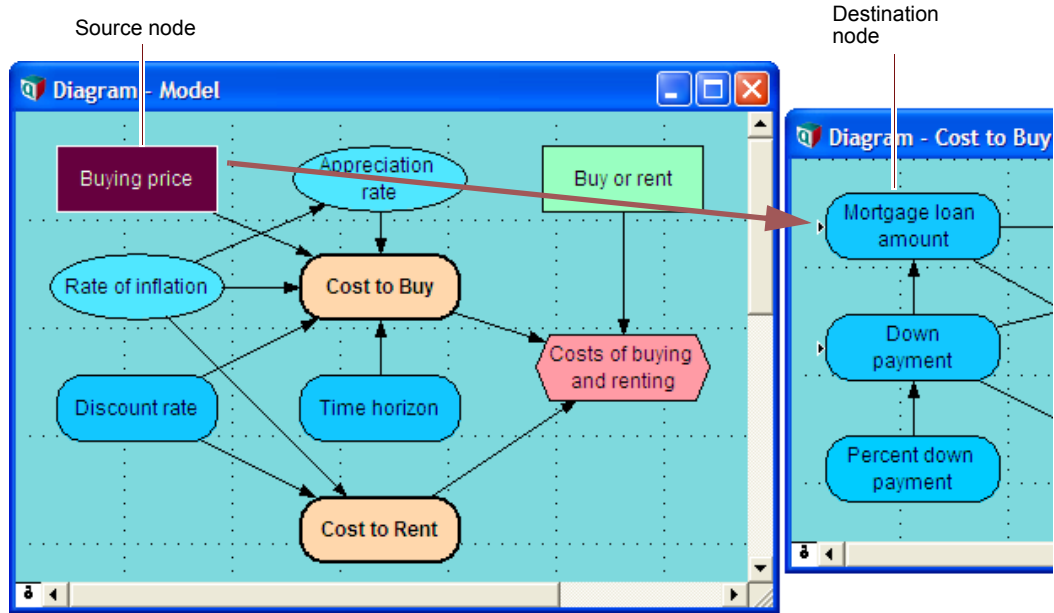 Source node
Destination
node
Diagram - Model
Diagram - Cost to Buy
Buying price
Appreciation
rate
Buy or rent
Mortgage loan
amount
Rate of inflation
Cost to Buy
Down
payment
Costs of buying
and renting
Discount rate
Time horizon
Percent down
payment
Cost to Rent